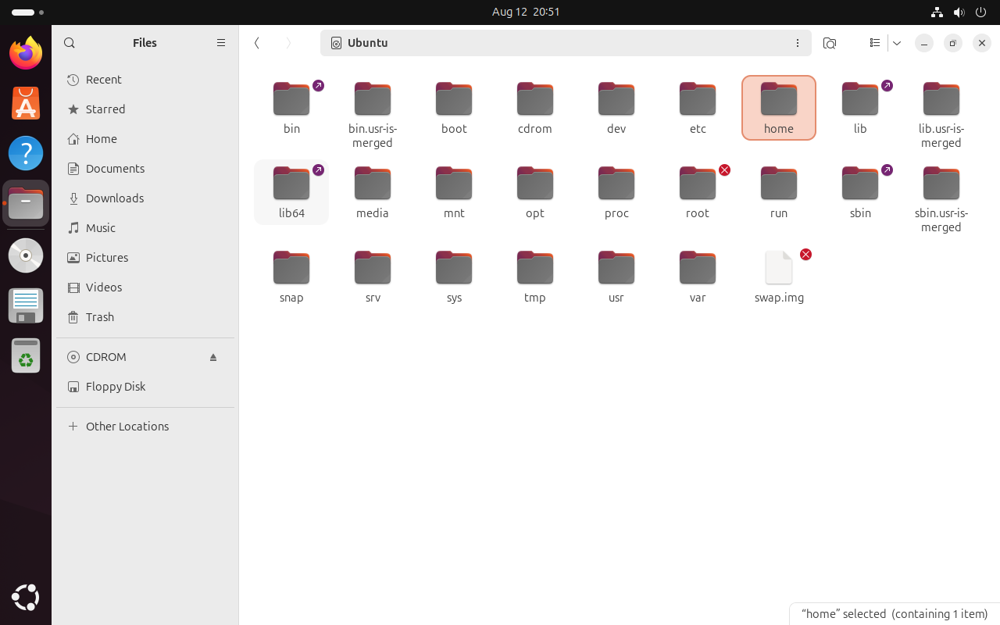 Aug 12  20:51
Files
Ubuntu
Recent
Starred
Home
Documents
Downloads
Music
Pictures
Videos
Trash
CDROM
Floppy Disk
Other Locations
bin
bin.usr-is-
merged
boot
cdrom
dev
etc
home
lib
lib.usr-is-
merged
lib64
media
mnt
opt
proc
root
run
sbin
sbin.usr-is-
merged
snap
srv
sys
tmp
usr
var
swap.img
“home” selected  (containing 1 item)